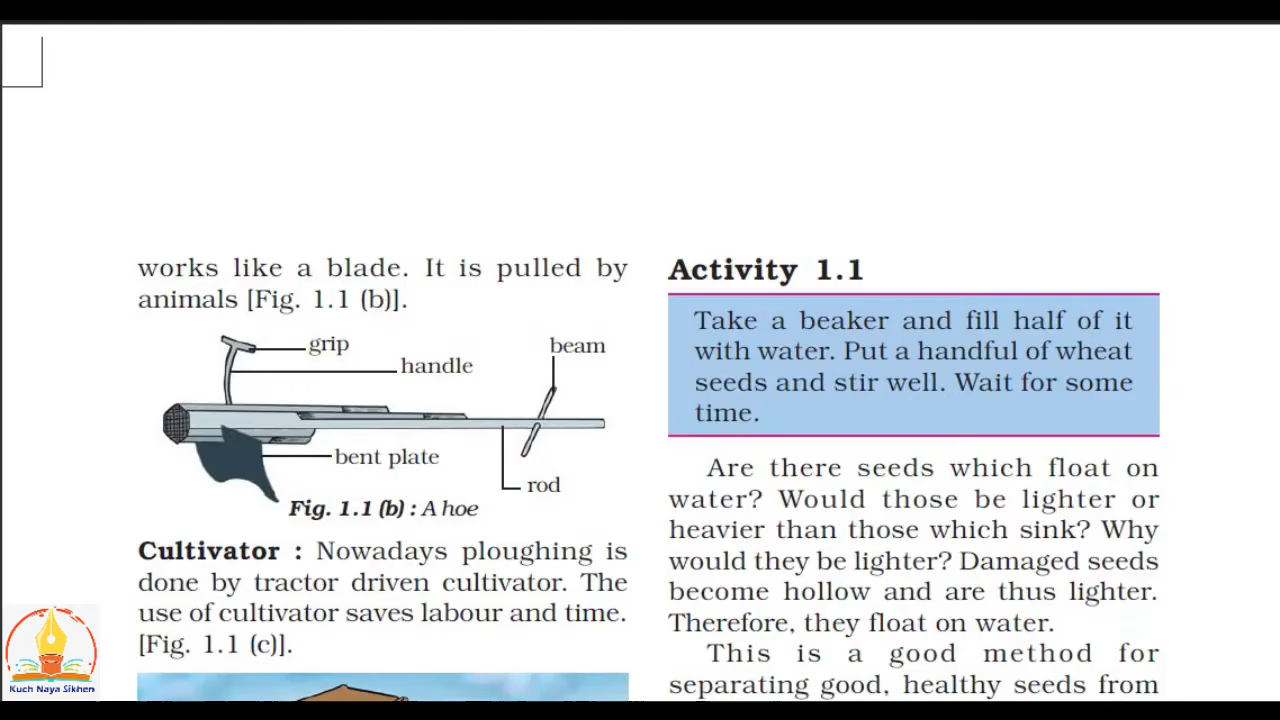 works like a blade. It is pulled by
animals [Fig. 1.1 (b)].
grip
handle
beam
bent plate
rod
Fig. 1.1 (b) : A hoe
Cultivator : Nowadays ploughing is
done by tractor driven cultivator. The
use of cultivator saves labour and time.
[Fig. 1.1 (c)].
Activity 1.1
Take a beaker and fill half of it
with water. Put a handful of wheat
seeds and stir well. Wait for some
time.
Are there seeds which float on
water? Would those be lighter or
heavier than those which sink? Why
would they be lighter? Damaged seeds
become hollow and are thus lighter.
Therefore, they float on water.
This is a good method for
separating good, healthy seeds from
Kuch Naya Sikhen